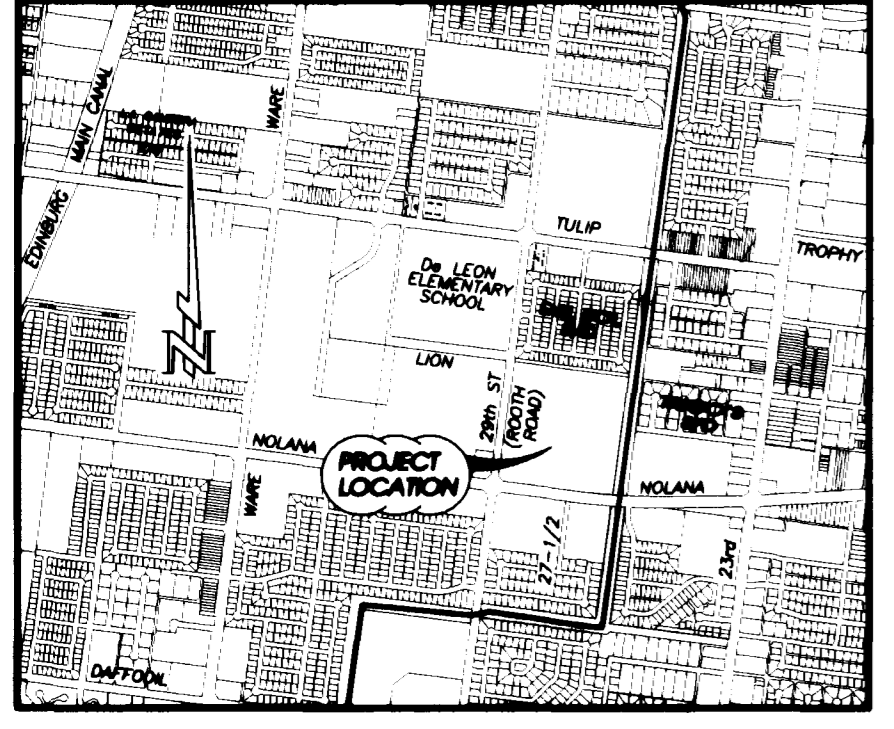 MAIN CANAL
WARE
EDINBURG
TULIP
TROPHY
De LEON
ELEMENTARY
SCHOOL
LION
29th ST
(ROOTH
ROAD)
N
NOLANA
PROJECT
LOCATION
NOLANA
WARE
27-1/2
23rd
DAFFODIL